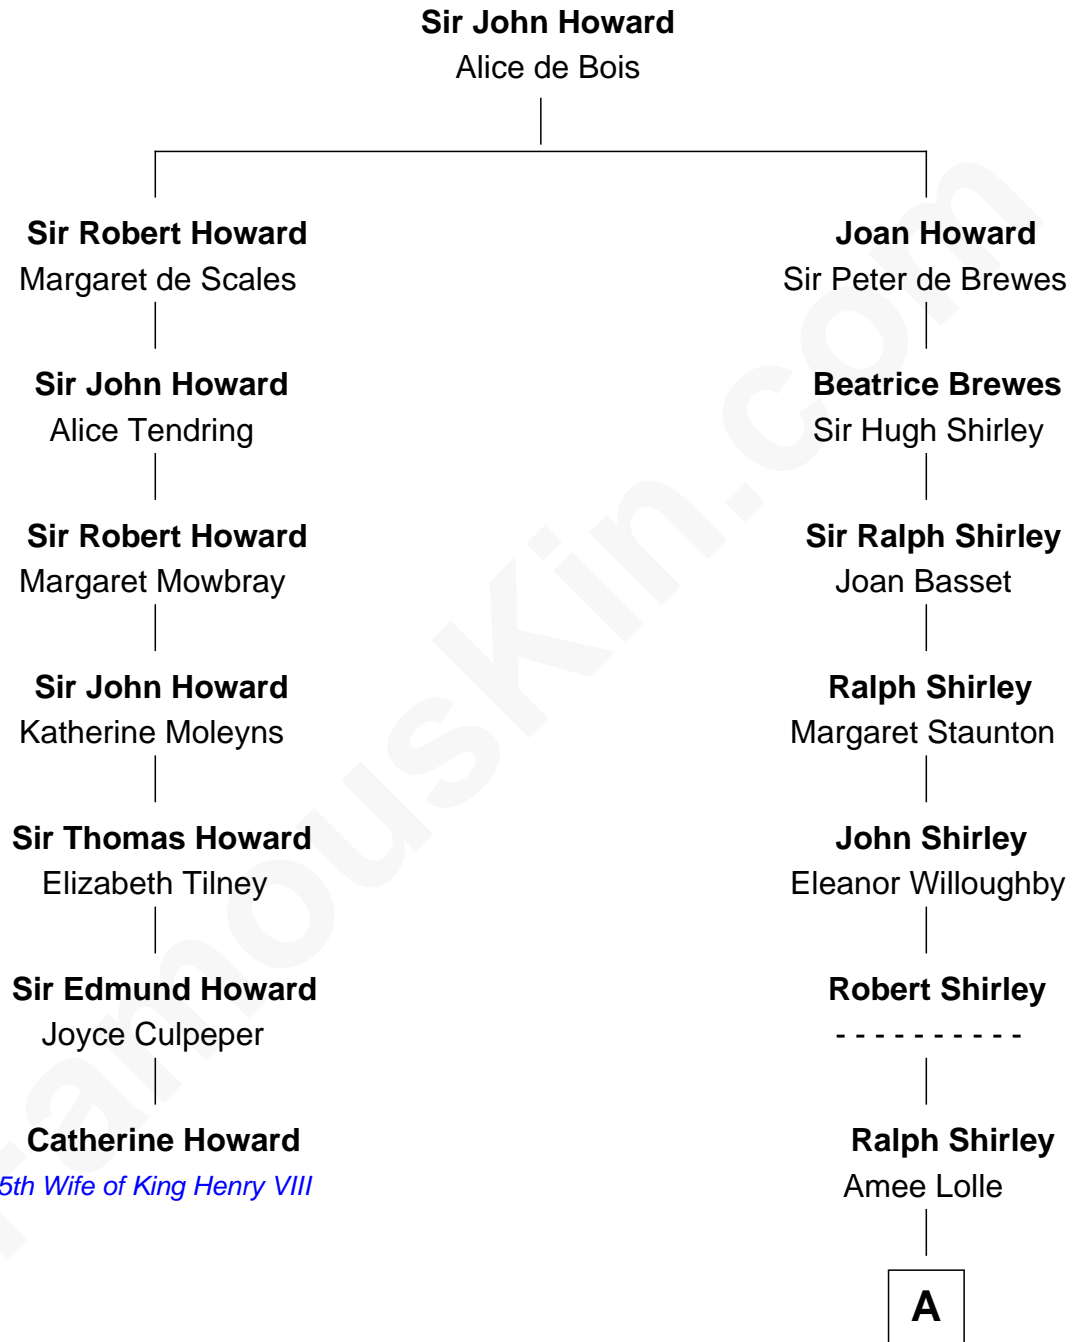 Sir John Howard
Alice de Bois
Sir Robert Howard
Margaret de Scales
Joan Howard
Sir Peter de Brewes
Sir John Howard
Alice Tendring
Beatrice Brewes
Sir Hugh Shirley
Sir Robert Howard
Margaret Mowbray
Sir Ralph Shirley
Joan Basset
Sir John Howard
Katherine Moleyns
Ralph Shirley
Margaret Staunton
Sir Thomas Howard
Elizabeth Tilney
John Shirley
Eleanor Willoughby
Sir Edmund Howard
Joyce Culpeper
Robert Shirley
- - - - - - - - - -
Catherine Howard
5th Wife of King Henry VIII
Ralph Shirley
Amee Lolle
A
FamousKin.com